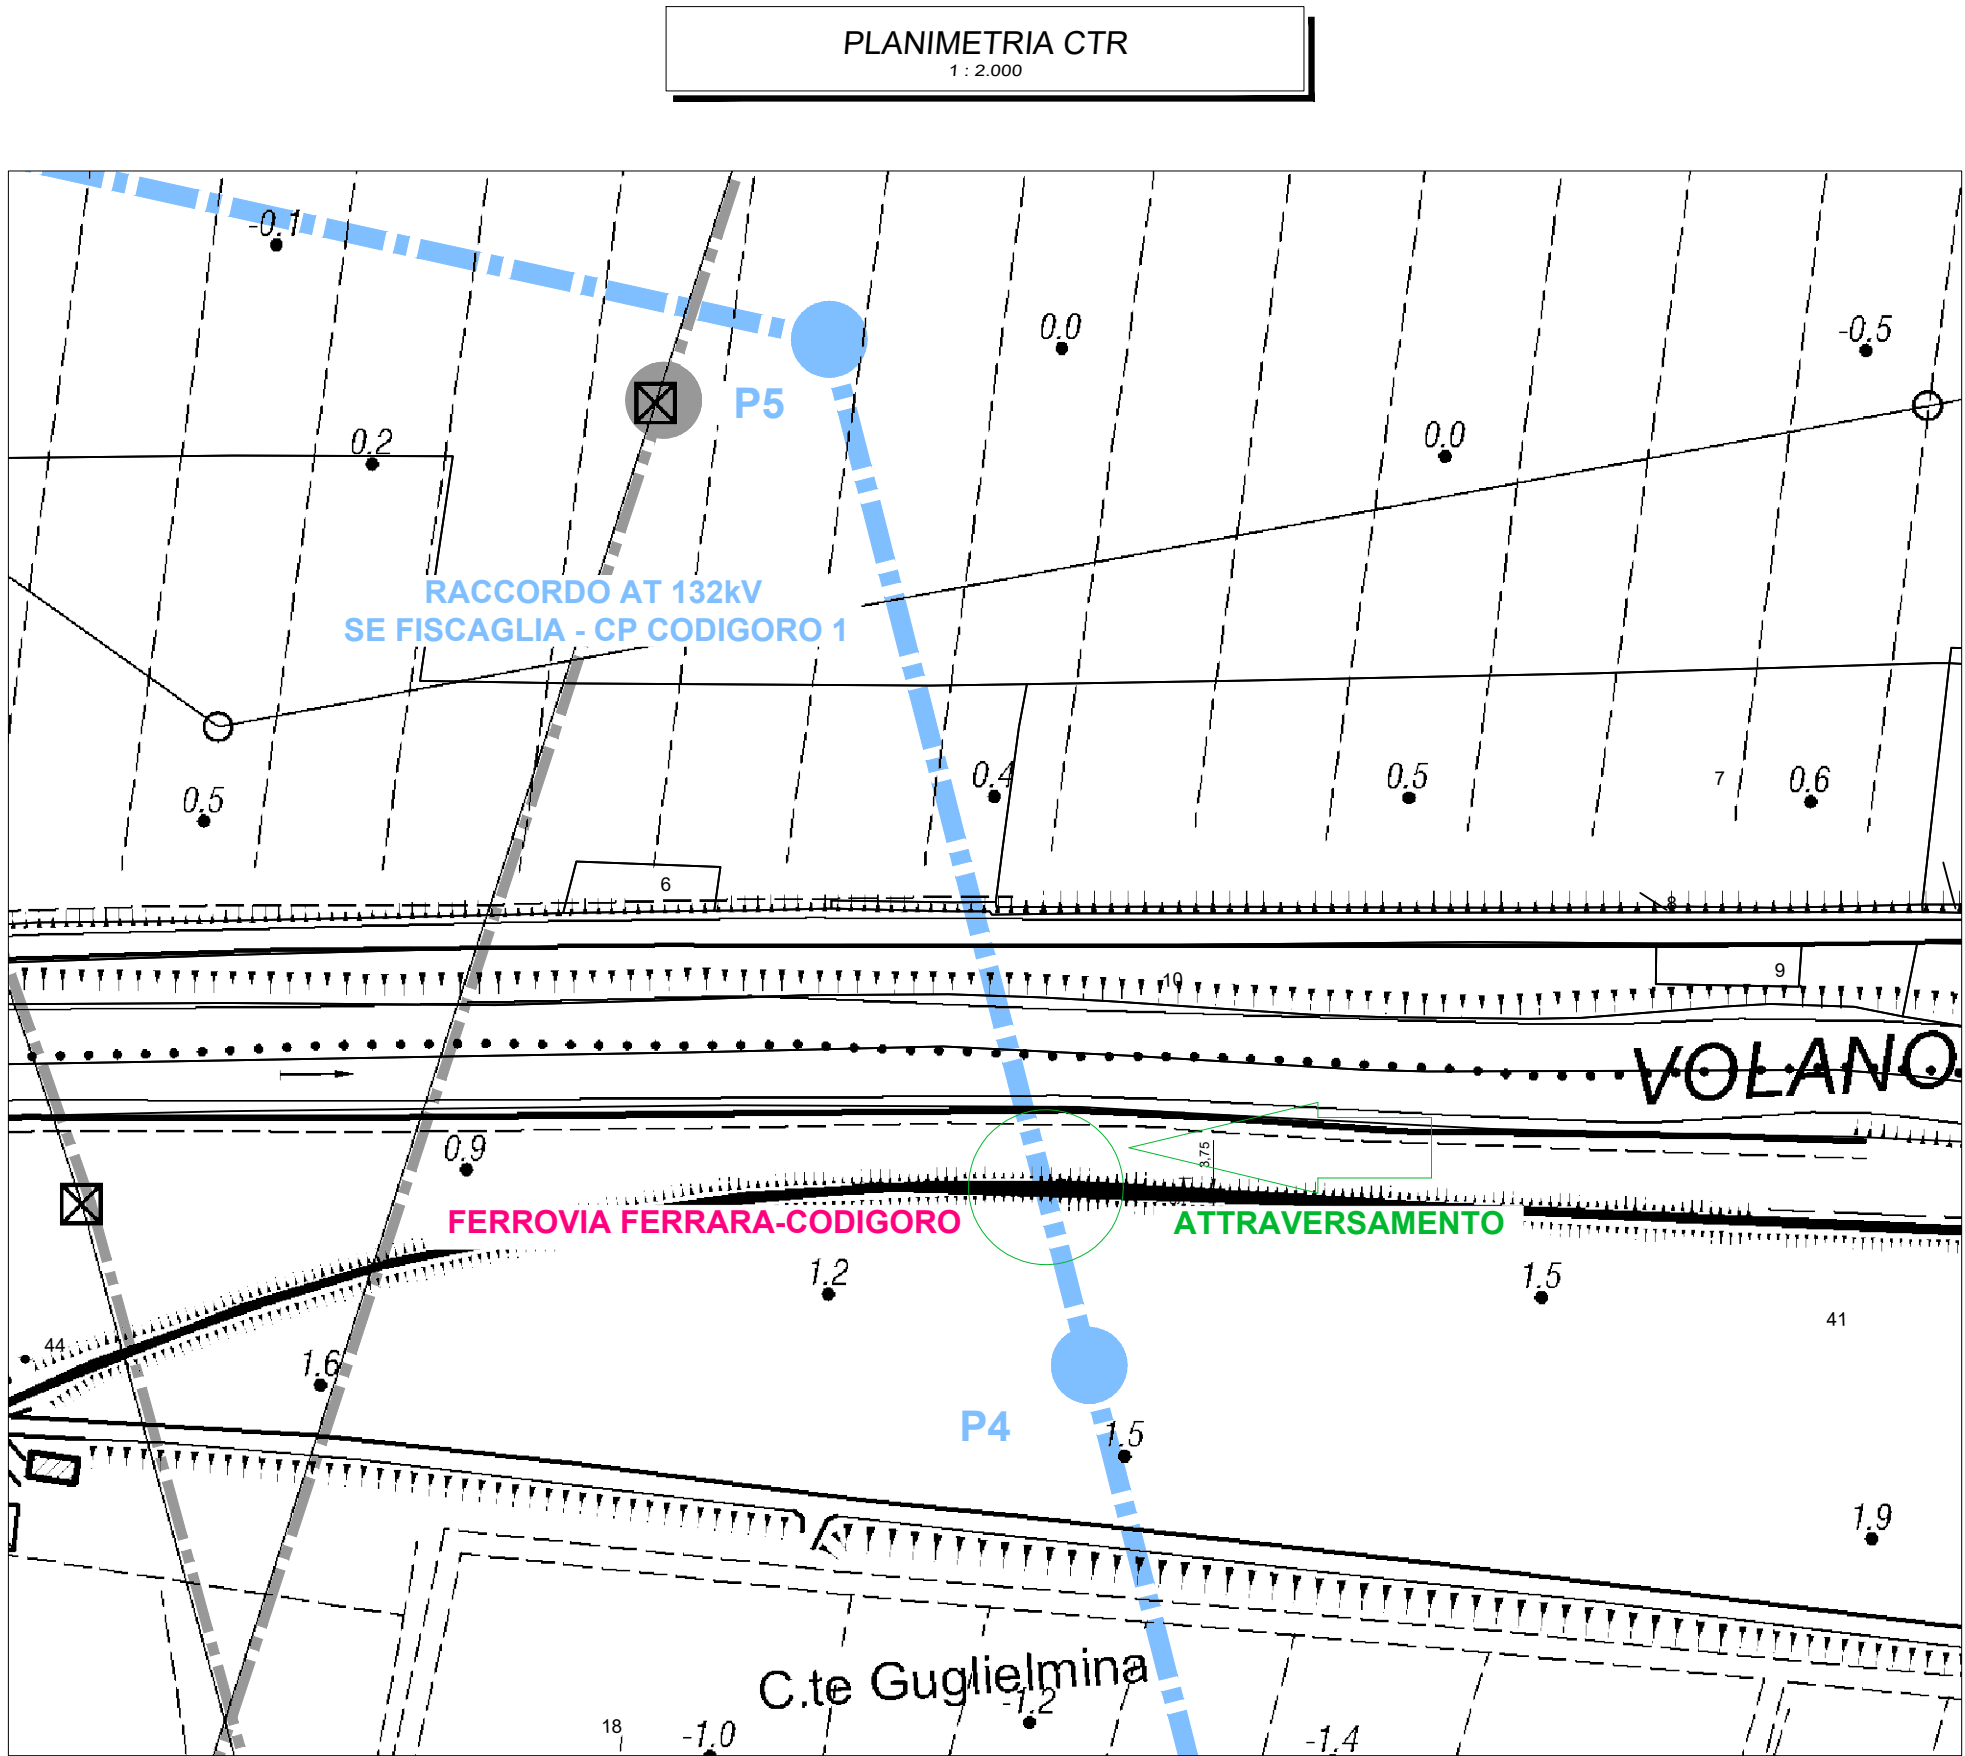 PLANIMETRIA CTR
1 : 2.000
-0.1
0.0
-0.5
P5
0.2
0.0
RACCORDO AT 132kV
SE FISCAGLIA - CP CODIGORO 1
0.5
0.4
0.5
7
0.6
6
8
9
10
VOLANO
0.9
3,75
FERROVIA FERRARA-CODIGORO
ATTRAVERSAMENTO
1.2
1.5
41
44
1.6
P4
1.5
1.9
C.te Guglielmina
-1.2
18
-1.0
-1.4